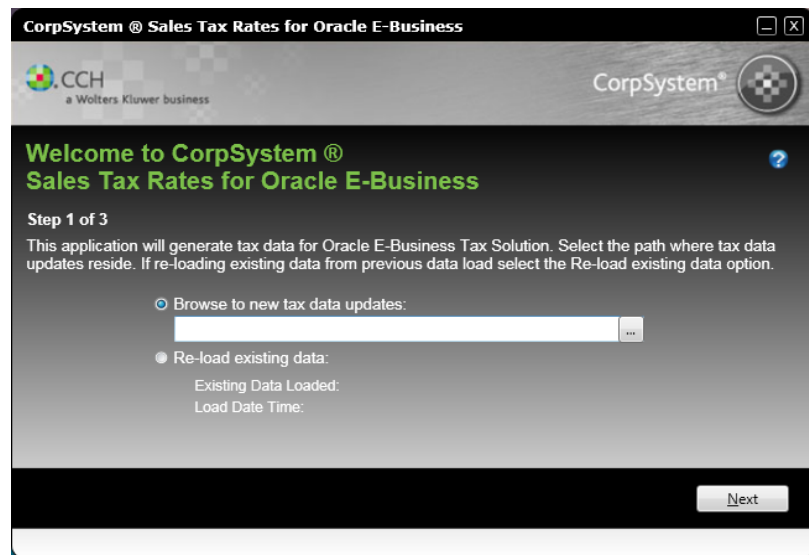 CorpSystem ® Sales Tax Rates for Oracle E-Business
CCH
a Wolters Kluwer business
CorpSystem®
Welcome to CorpSystem ®
Sales Tax Rates for Oracle E-Business
?
Step 1 of 3
This application will generate tax data for Oracle E-Business Tax Solution. Select the path where tax data
updates reside. If re-loading existing data from previous data load select the Re-load existing data option.
Browse to new tax data updates:
...
Re-load existing data:
Existing Data Loaded:
Load Date Time:
Next